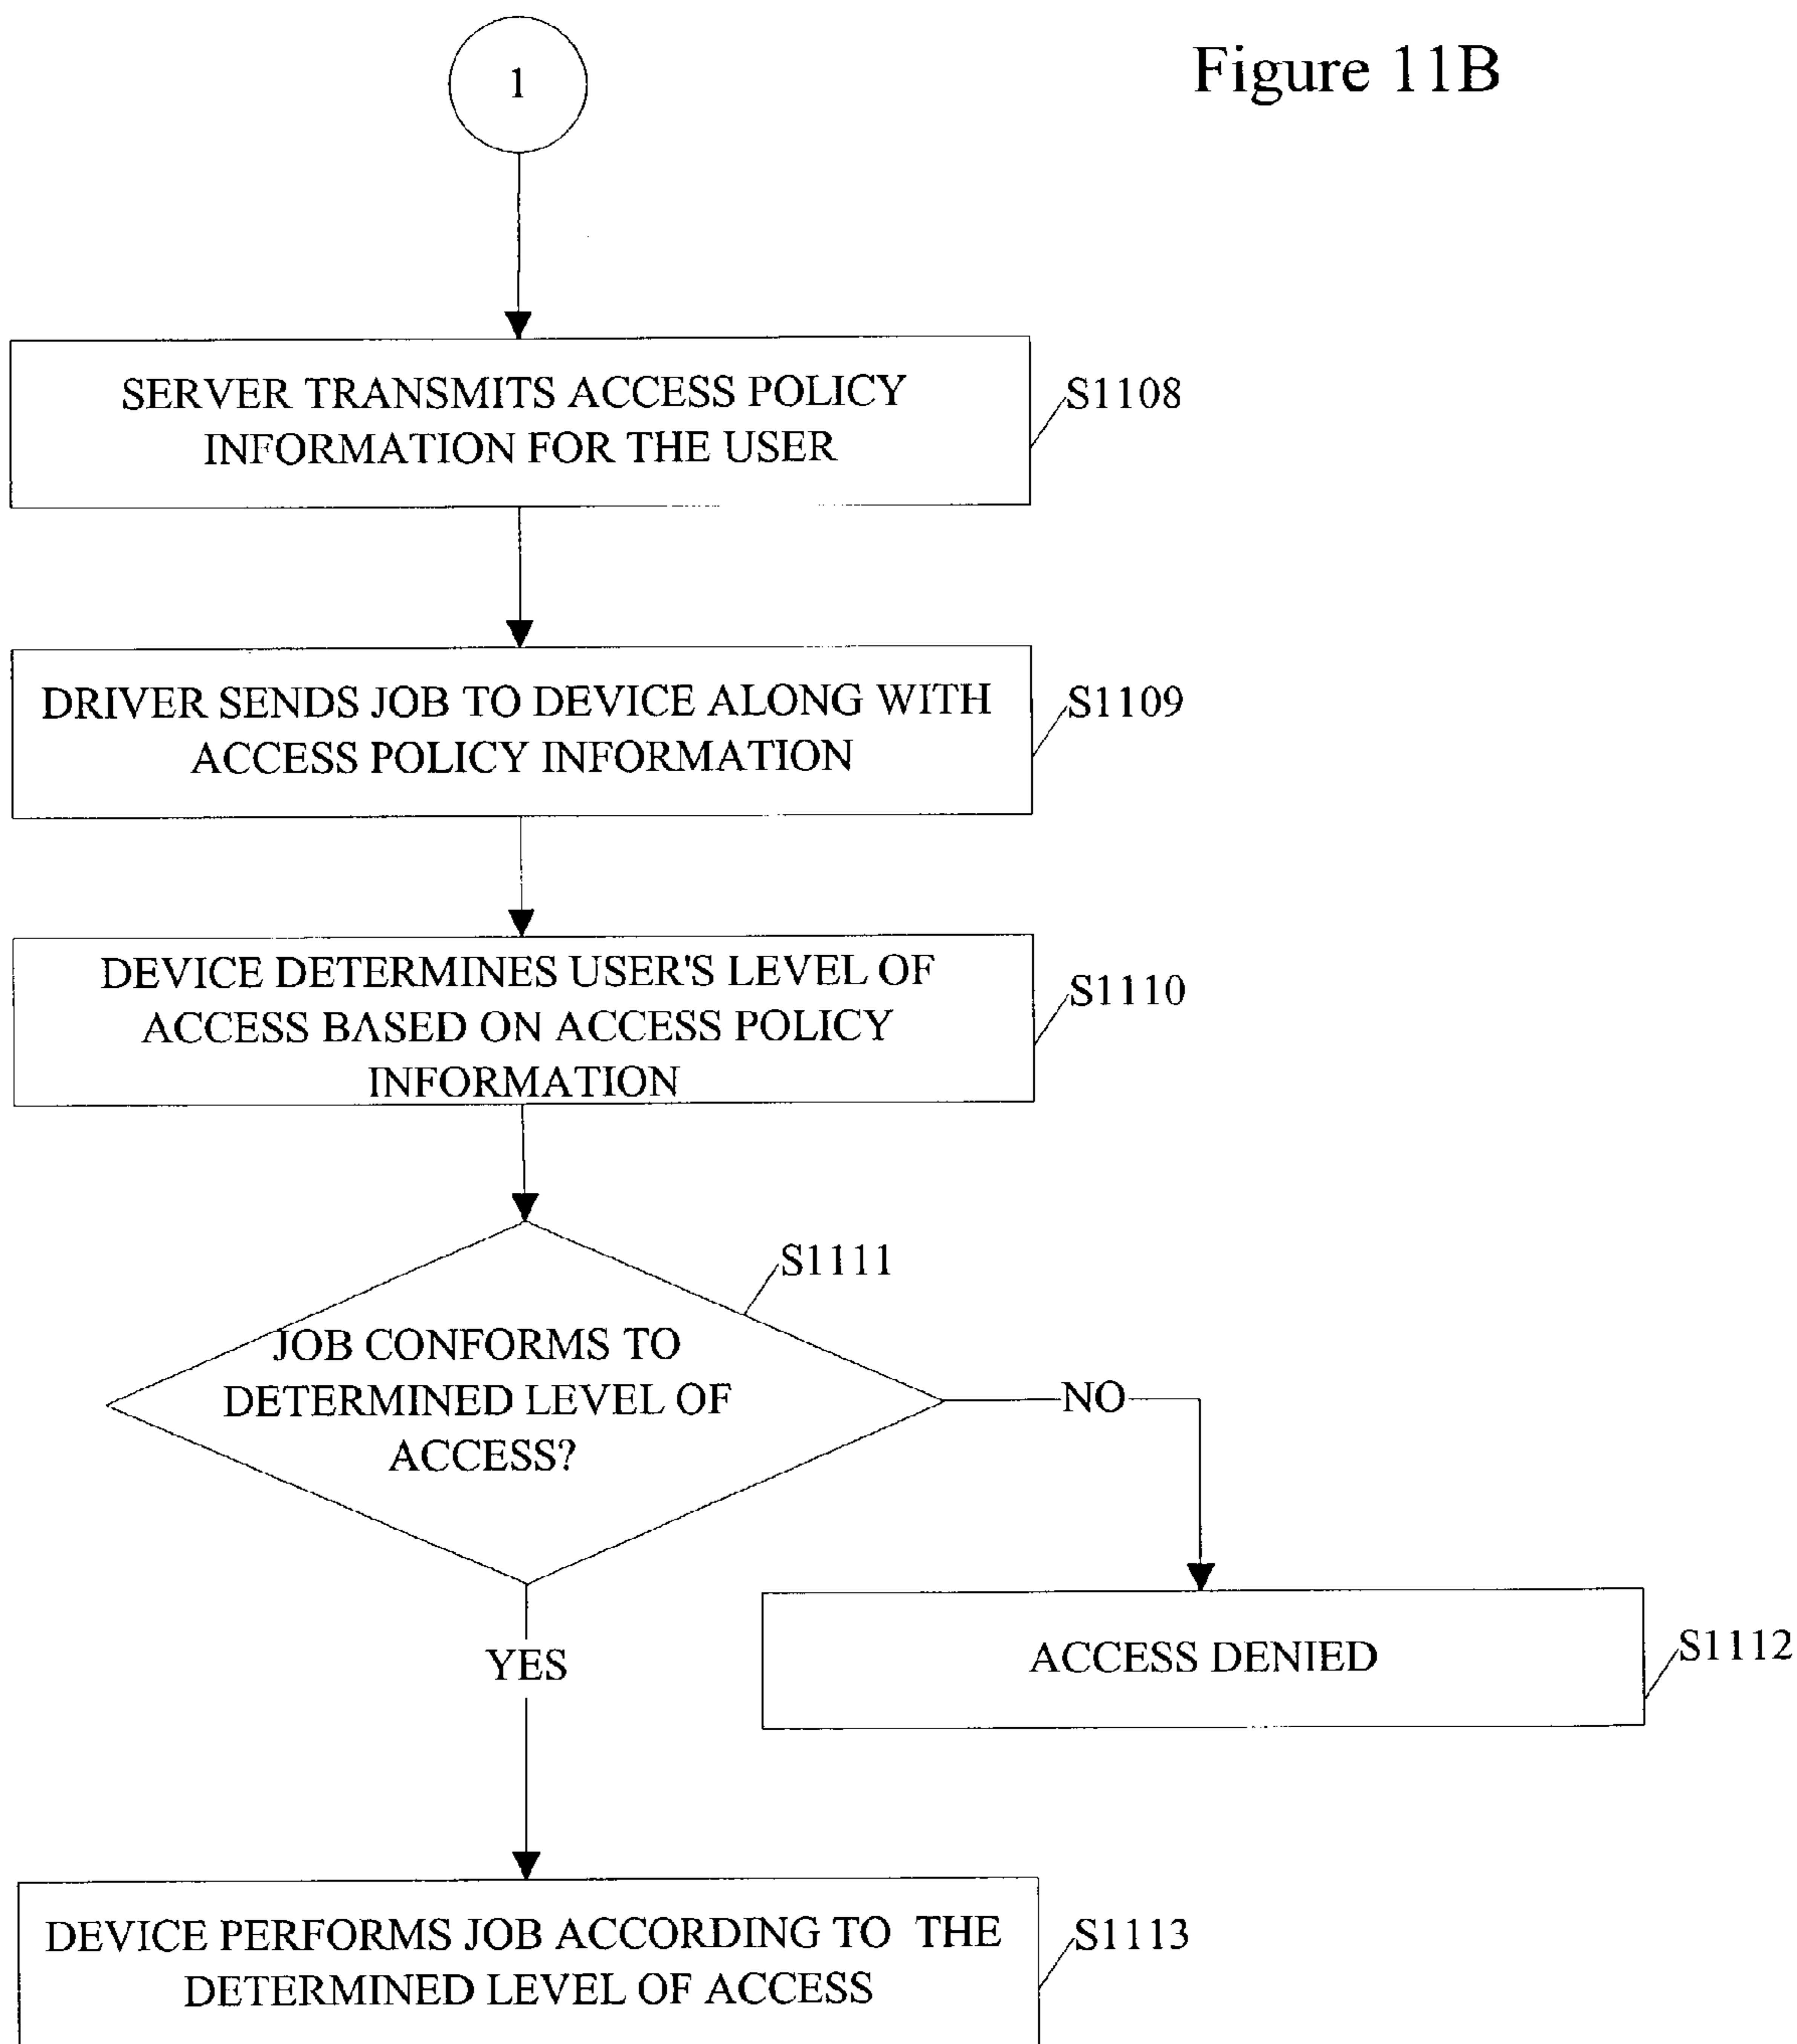 Figure 11B
1
SERVER TRANSMITS ACCESS POLICY
INFORMATION FOR THE USER
S1108
DRIVER SENDS JOB TO DEVICE ALONG WITH
ACCESS POLICY INFORMATION
S1109
DEVICE DETERMINES USER'S LEVEL OF
ACCESS BASED ON ACCESS POLICY
INFORMATION
S1110
S1111
JOB CONFORMS TO
DETERMINED LEVEL OF
ACCESS?
NO
YES
ACCESS DENIED
S1112
DEVICE PERFORMS JOB ACCORDING TO THE
DETERMINED LEVEL OF ACCESS
S1113